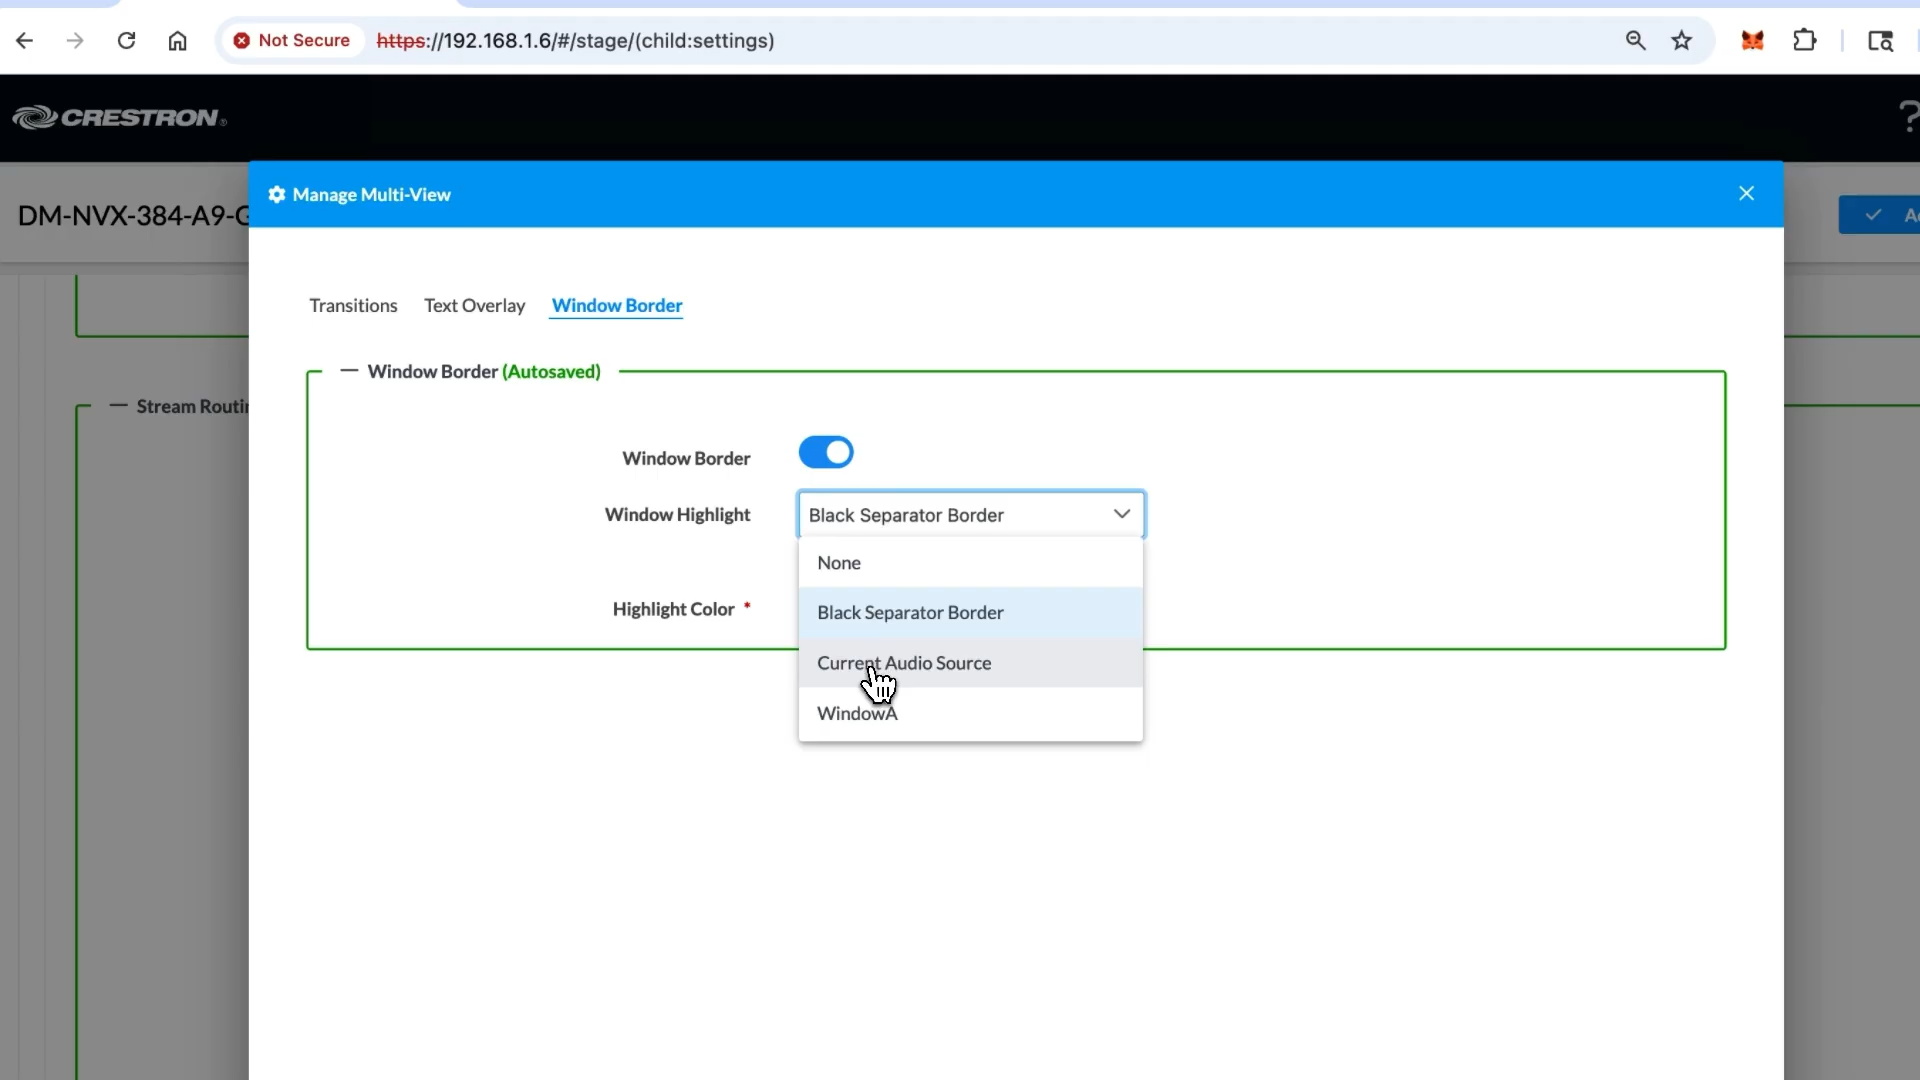 Not Secure https://192.168.1.6/#/stage/(child:settings)
CRESTRON
?
Manage Multi-View
DM-NVX-384-A9-
Transitions Text Overlay Window Border
Window Border (Autosaved)
Stream
Window Border
Window Highlight Black Separator Border
None
Highlight Color * Black Separator Border
Current Audio Source
WindowA